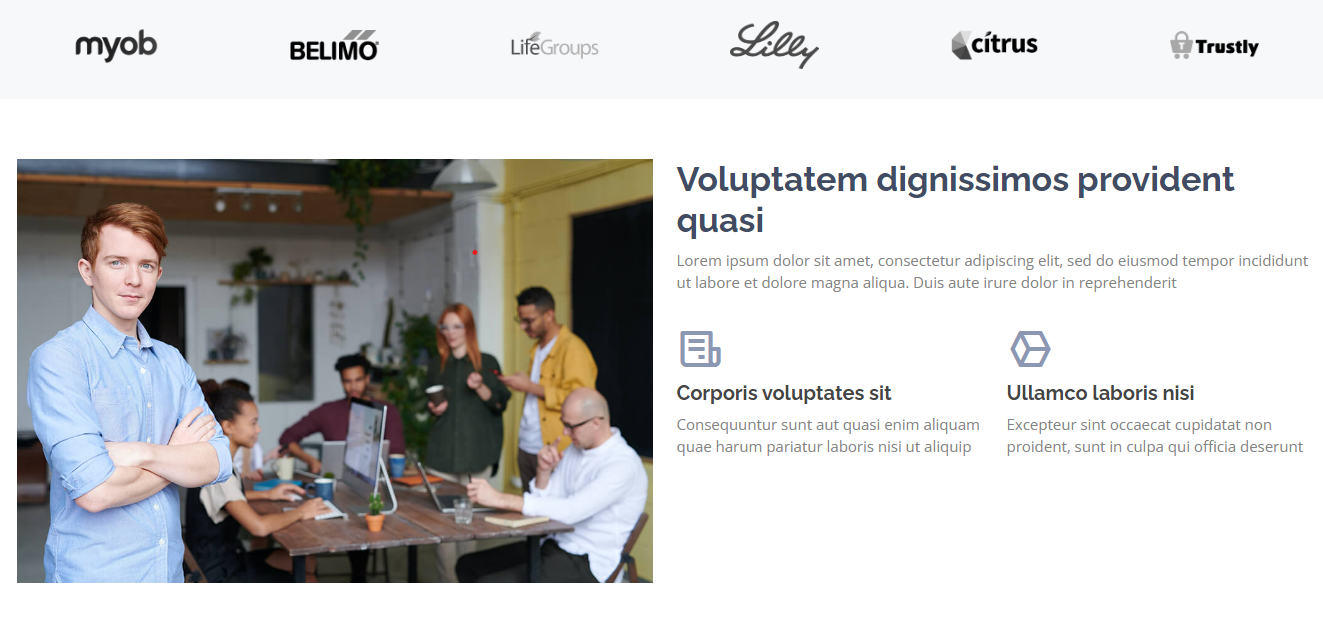 myob
BELIMO
LifeGroups
Lilly
cítrus
Trustly
Voluptatem dignissimos provident
quasi
Lorem ipsum dolor sit amet, consectetur adipiscing elit, sed do eiusmod tempor incididunt
ut labore et dolore magna aliqua. Duis aute irure dolor in reprehenderit
Corporis voluptates sit
Consequuntur sunt aut quasi enim aliquam
quae harum pariatur laboris nisi ut aliquip
Ullamco laboris nisi
Excepteur sint occaecat cupidatat non
proident, sunt in culpa qui officia deserunt